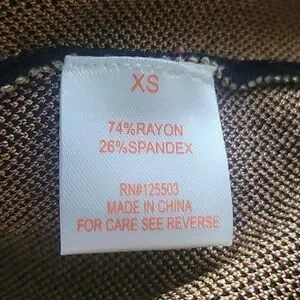 XS
74%RAYON
26%SPANDEX
RN#125503
MADE IN CHINA
FOR CARE SEE REVERSE